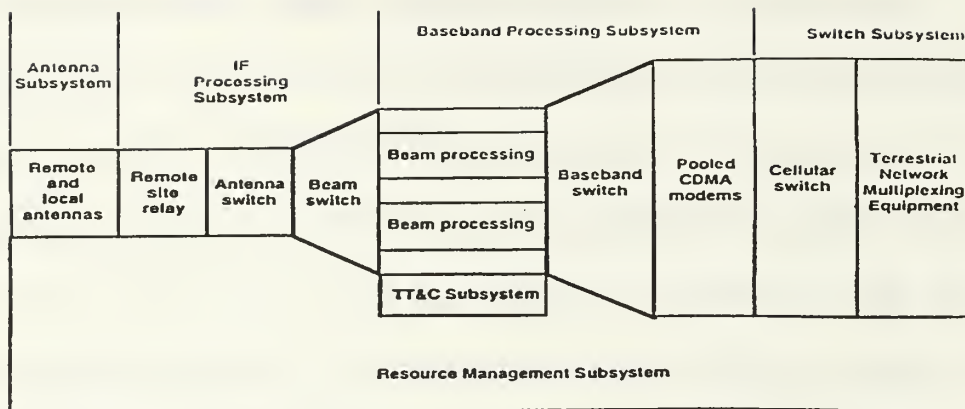 Baseband Processing Subsystem
Switch Subsystem
Antenna
Subsystem
IF
Processing
Subsystem
Remote
and
local
antennas
Remote
site
relay
Antenna
switch
Beam
switch
Beam processing
Beam processing
TT&C Subsystem
Baseband
switch
Pooled
CDMA
modems
Cellular
switch
Terrestrial
Network
Multiplexing
Equipment
Resource Management Subsystem